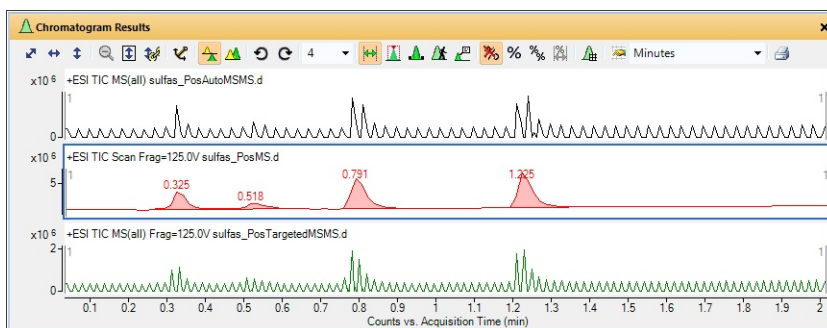 Chromatogram Results
4 Minutes
x10 6 +ESI TIC MS(all) sulfas_PosAutoMSMS.d
1 1
0
x10 6 +ESI TIC Scan Frag=125.0V sulfas_PosMS.d
1 0.325 0.518 0.791 1.225 1
5
x10 6 +ESI TIC MS(all) Frag=125.0V sulfas_PosTargetedMSMS.d
2 1 1
0
0.1 0.2 0.3 0.4 0.5 0.6 0.7 0.8 0.9 1 1.1 1.2 1.3 1.4 1.5 1.6 1.7 1.8 1.9 2
Counts vs. Acquisition Time (min)